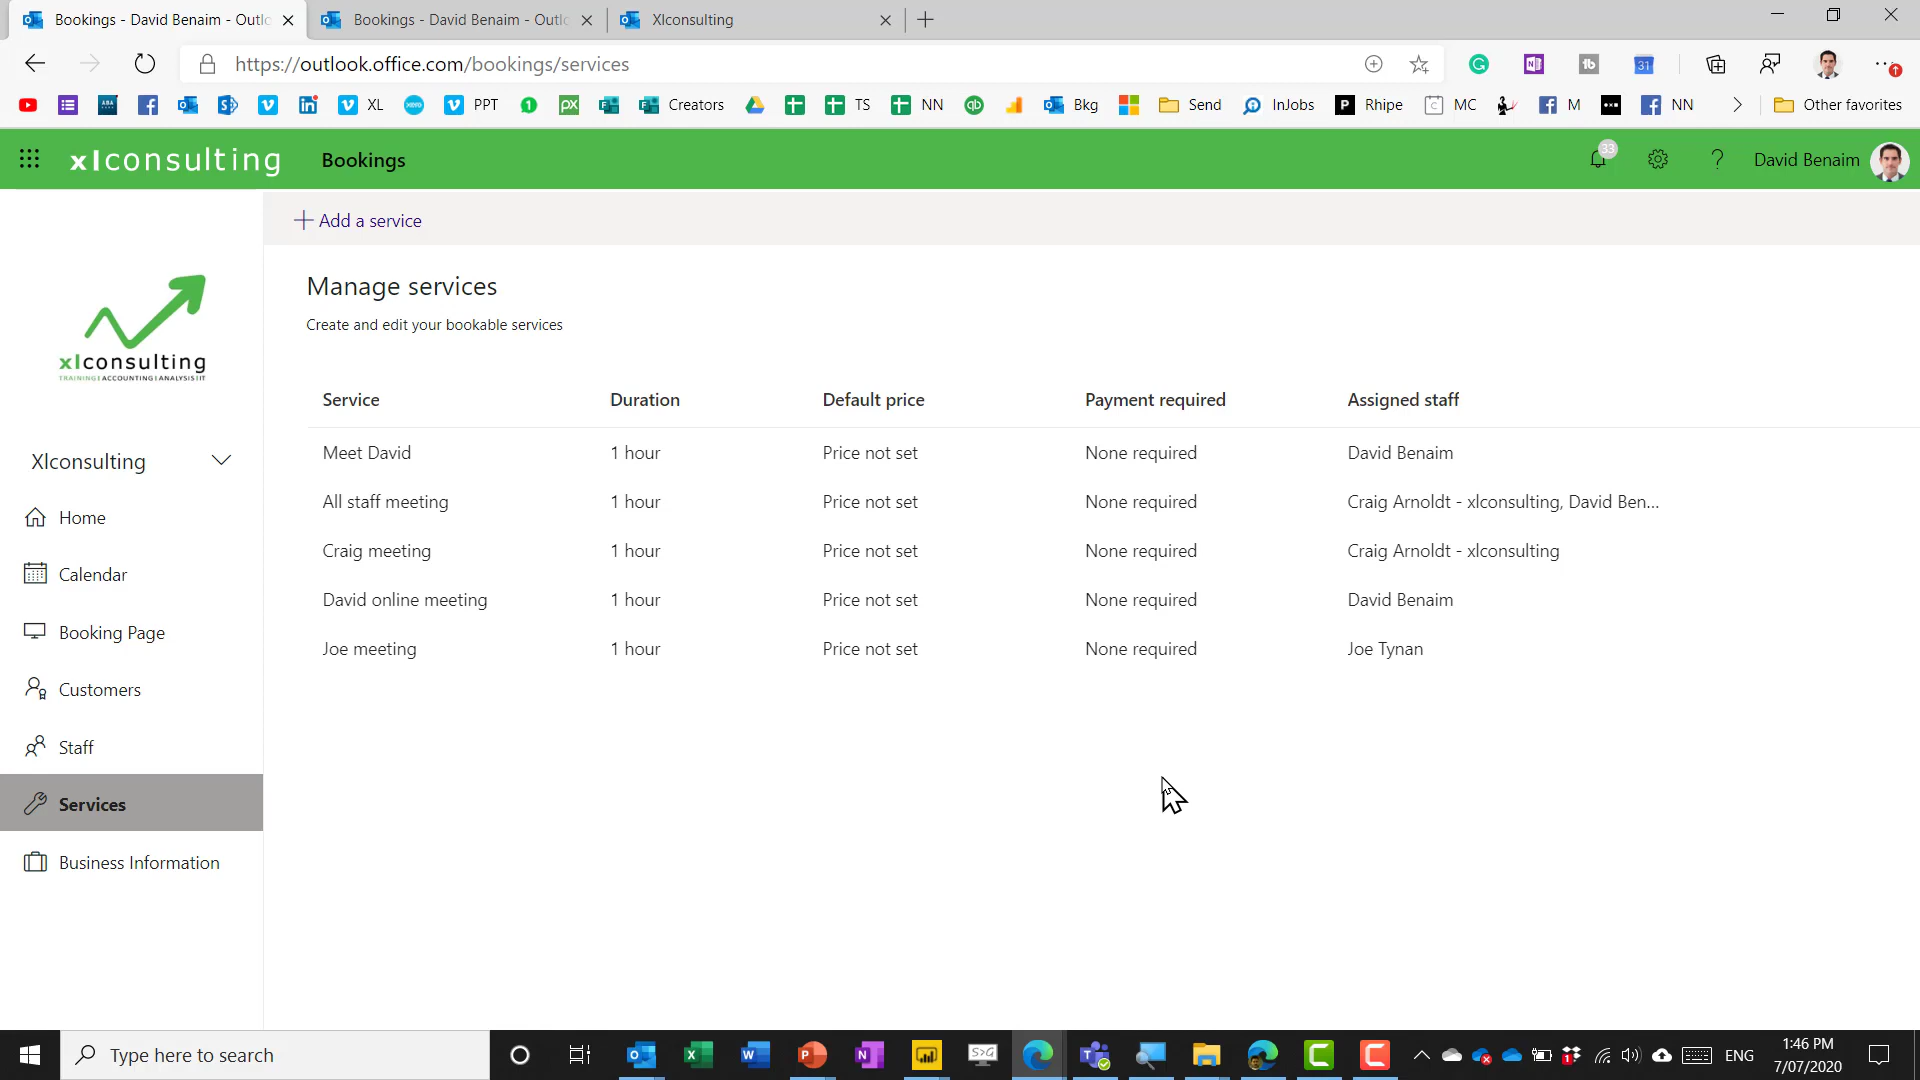 Bookings - David Benaim - Outlo
Bookings - David Benaim - Outlo
Xlconsulting
https://outlook.office.com/bookings/services
31
XL
PPT
Creators
TS
NN
Bkg
Send
InJobs
Rhipe
MC
M
NN
Other favorites
xlconsulting
Bookings
33
David Benaim
Add a service
xlconsulting
TRAINING|ACCOUNTING|ANALYSIS|IT
Manage services
Create and edit your bookable services
Service Duration Default price Payment required Assigned staff
Meet David 1 hour Price not set None required David Benaim
All staff meeting 1 hour Price not set None required Craig Arnoldt - xlconsulting, David Ben...
Craig meeting 1 hour Price not set None required Craig Arnoldt - xlconsulting
David online meeting 1 hour Price not set None required David Benaim
Joe meeting 1 hour Price not set None required Joe Tynan
Xlconsulting
Home
Calendar
Booking Page
Customers
Staff
Services
Business Information
Type here to search
ENG
1:46 PM
7/07/2020